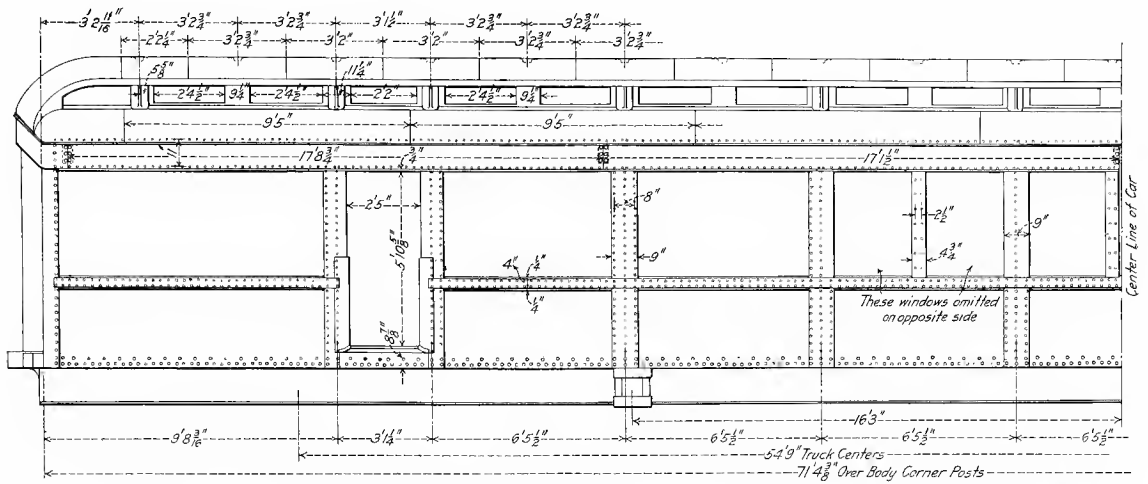 3'2 11/16" 3'2 3/4" 3'2 3/4" 3'1 1/2" 3'2 3/4" 3'2 3/4"
2'2 1/4" 3'2 3/4" 3'2" 3'2" 3'2 3/4" 3'2 3/4"
5 5/8" 11 1/4"
2'4 1/2" 9 1/4" 2'4 1/2" 2'2" 2'4 1/2" 9 1/4"
9'5" 9'5"
11"
17'8 3/4" 3/4" 17'1 1/2"
2'5" 8" 2 1/2" 9"
5'10 5/8" 4" 1/4" 9" 4 3/4"
1/4"
These windows omitted
on opposite side
8 7/8"
Center Line of Car
16'3"
9'8 3/16" 3'1 1/4" 6'5 1/2" 6'5 1/2" 6'5 1/2" 6'5 1/2"
54'9" Truck Centers
71'4 3/8" Over Body Corner Posts